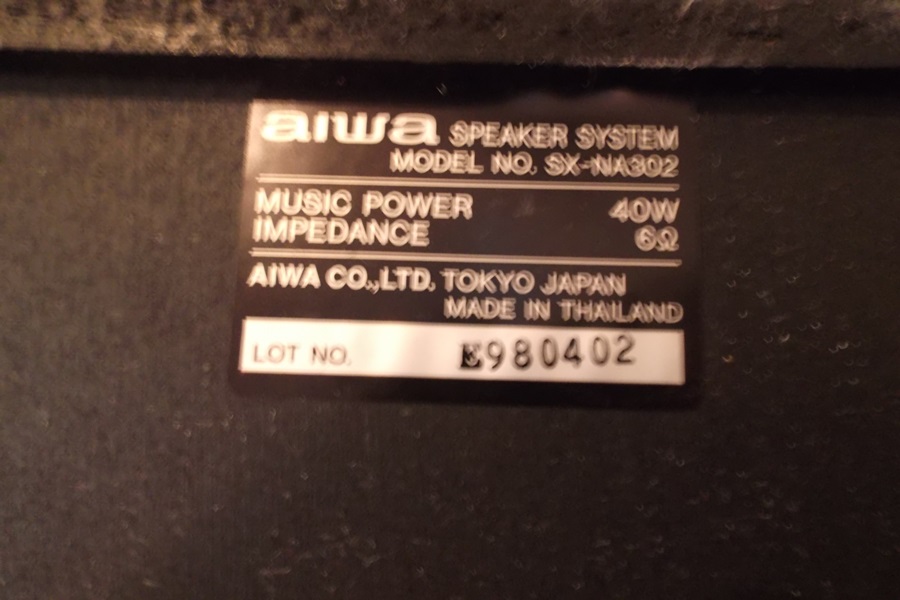 aiwa SPEAKER SYSTEM
MODEL NO. SX-NA302
MUSIC POWER 40W
IMPEDANCE 6Ω
AIWA CO.,LTD. TOKYO JAPAN
MADE IN THAILAND
LOT NO. E980402